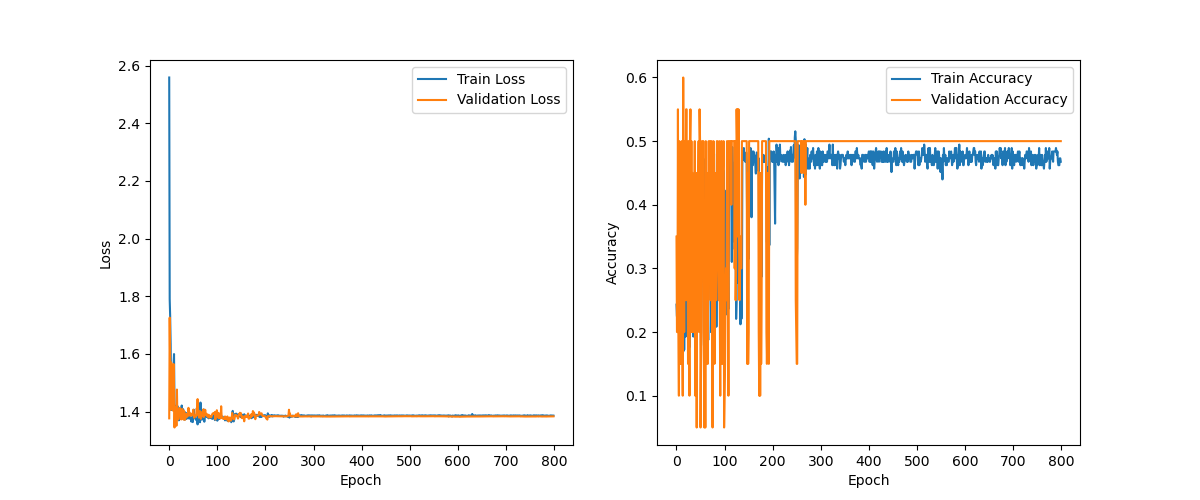 2.6
2.4
2.2
2.0
1.8
1.6
1.4
Loss
0 100 200 300 400 500 600 700 800
Epoch
Train Loss
Validation Loss
0.6
0.5
0.4
0.3
0.2
0.1
Accuracy
0 100 200 300 400 500 600 700 800
Epoch
Train Accuracy
Validation Accuracy